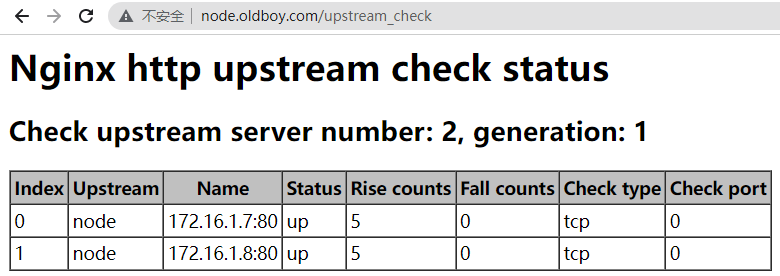 不安全 | node.oldboy.com/upstream_check
Nginx http upstream check status
Check upstream server number: 2, generation: 1
Index Upstream Name Status Rise counts Fall counts Check type Check port
0 node 172.16.1.7:80 up 5 0 tcp 0
1 node 172.16.1.8:80 up 5 0 tcp 0